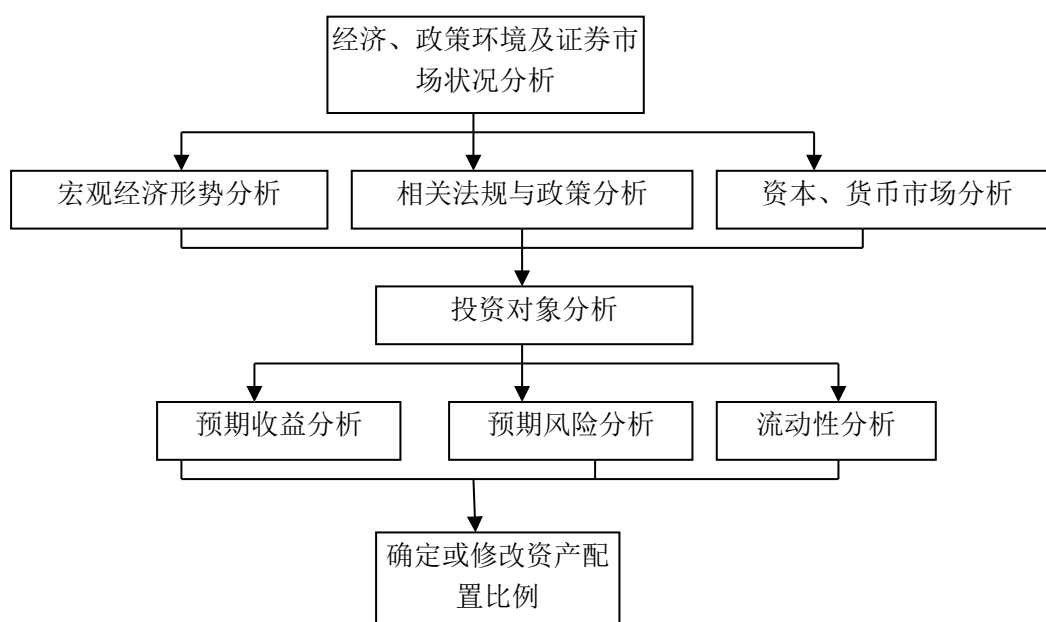 经济、政策环境及证券市
场状况分析
宏观经济形势分析
相关法规与政策分析
资本、货币市场分析
投资对象分析
预期收益分析
预期风险分析
流动性分析
确定或修改资产配
置比例